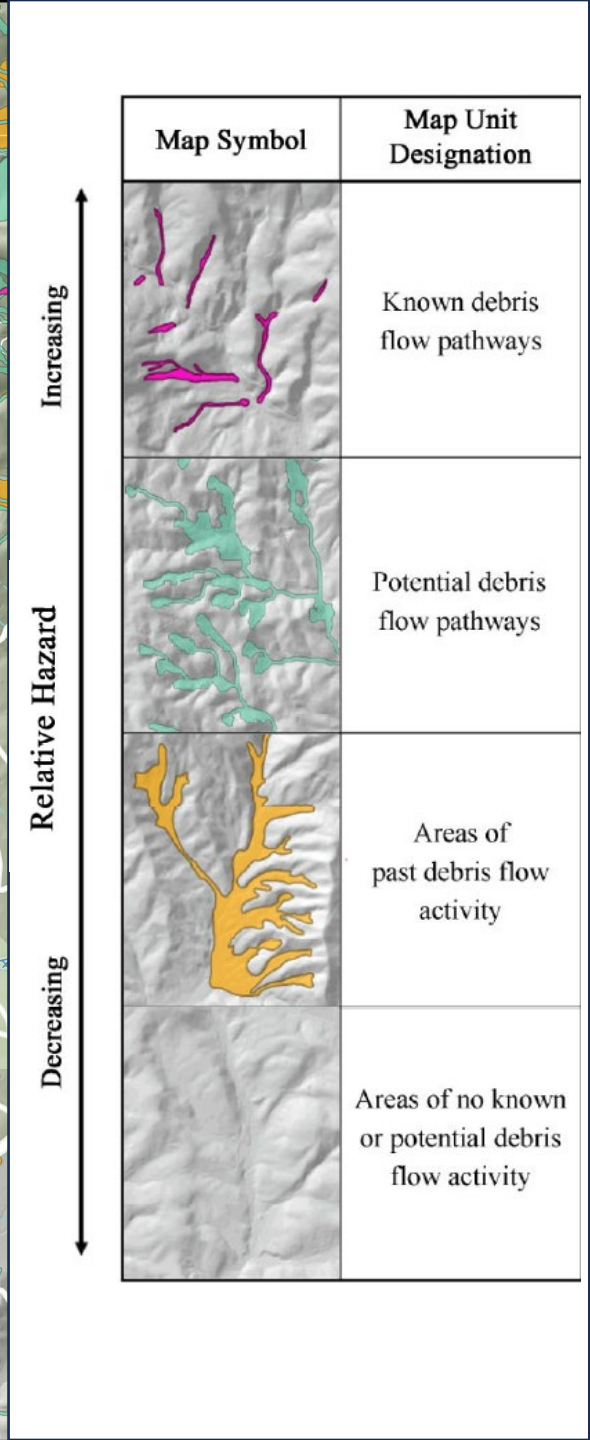 Map Symbol
Map Unit
Designation
Increasing
Relative Hazard
Decreasing
Known debris
flow pathways
Potential debris
flow pathways
Areas of
past debris flow
activity
Areas of no known
or potential debris
flow activity